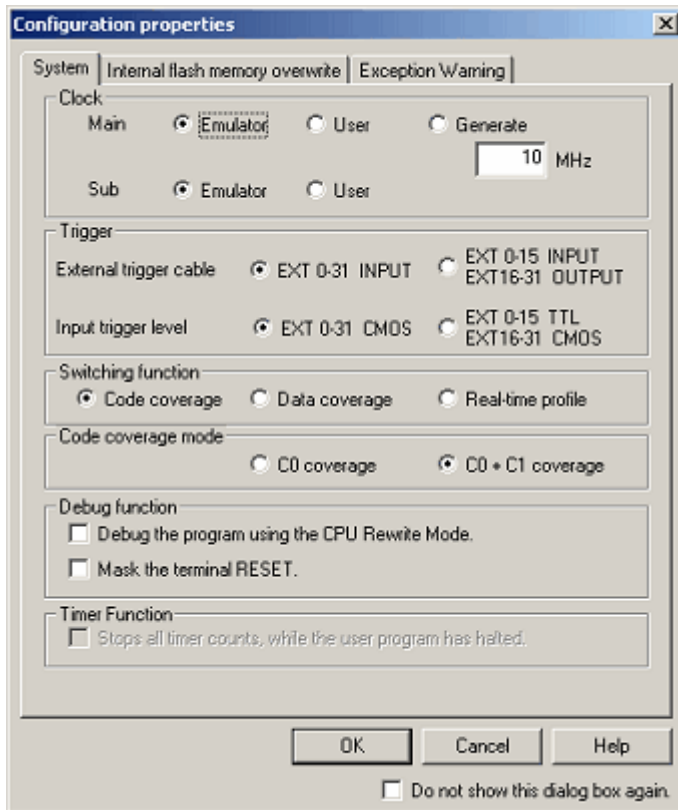 Configuration properties
System Internal flash memory overwrite Exception Warning
Clock
Main Emulator User Generate
10 MHz
Sub Emulator User
Trigger
External trigger cable EXT 0-31 INPUT EXT 0-15 INPUT
EXT16-31 OUTPUT
Input trigger level EXT 0-31 CMOS EXT 0-15 TTL
EXT16-31 CMOS
Switching function
Code coverage Data coverage Real-time profile
Code coverage mode
C0 coverage C0 + C1 coverage
Debug function
Debug the program using the CPU Rewrite Mode.
Mask the terminal RESET.
Timer Function
Stops all timer counts, while the user program has halted.
OK Cancel Help
Do not show this dialog box again.